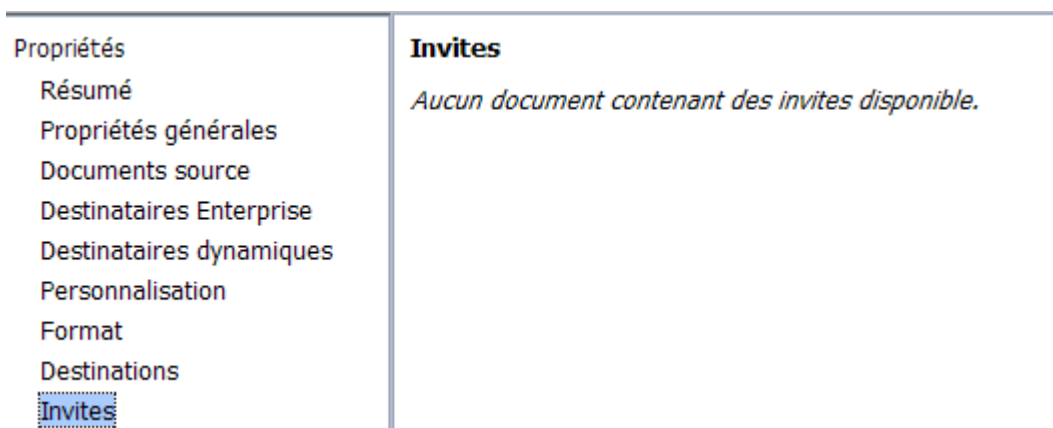 Propriétés
Résumé
Propriétés générales
Documents source
Destinataires Enterprise
Destinataires dynamiques
Personnalisation
Format
Destinations
Invites
Invites
Aucun document contenant des invites disponible.